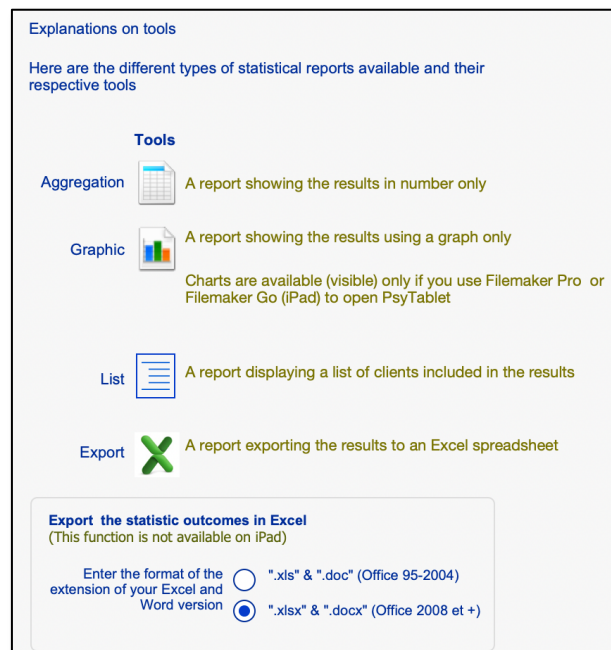 Explanations on tools
Here are the different types of statistical reports available and their
respective tools
Tools
Aggregation
A report showing the results in number only
Graphic
A report showing the results using a graph only
Charts are available (visible) only if you use Filemaker Pro or
Filemaker Go (iPad) to open PsyTablet
List
A report displaying a list of clients included in the results
Export
A report exporting the results to an Excel spreadsheet
Export the statistic outcomes in Excel
(This function is not available on iPad)
Enter the format of the
extension of your Excel and
Word version
".xls" & ".doc" (Office 95-2004)
".xlsx" & ".docx" (Office 2008 et +)